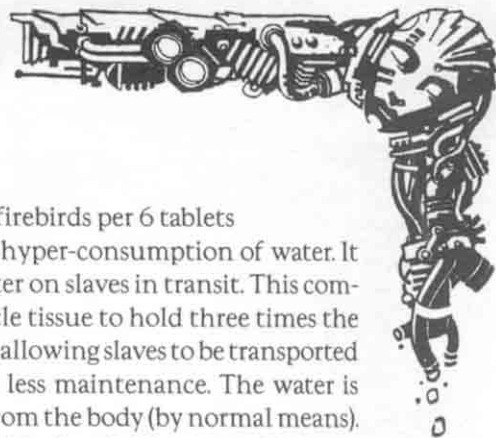 firebirds per 6 tablets
hyper-consumption of water. It
ter on slaves in transit. This com-
le tissue to hold three times the
allowing slaves to be transported
less maintenance. The water is
om the body (by normal means).